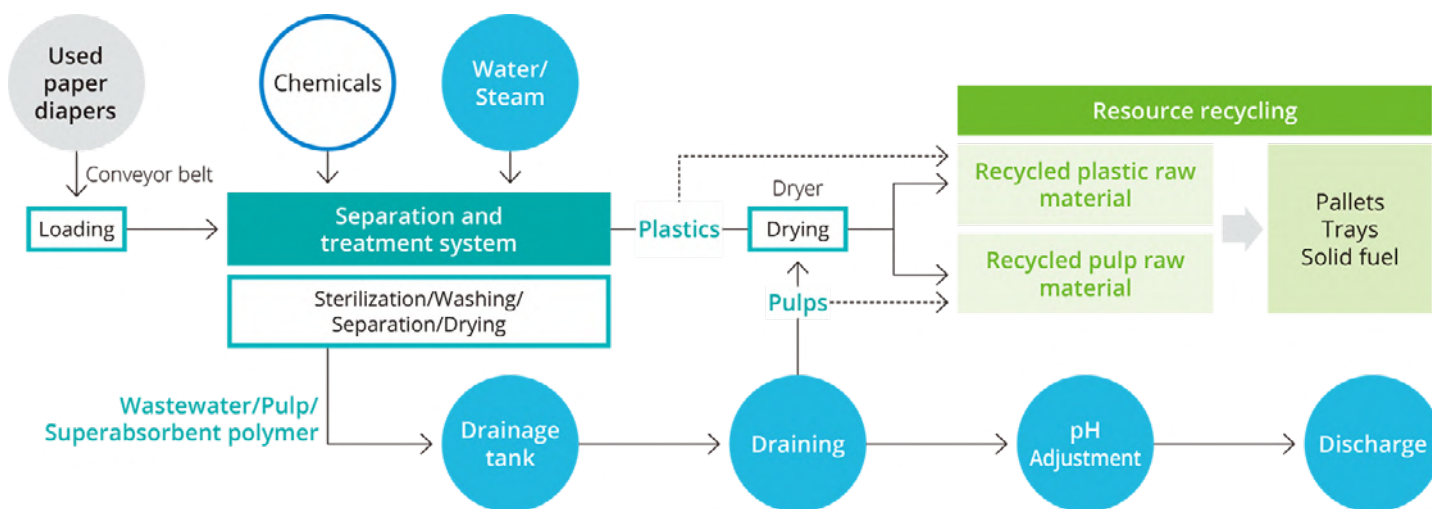 Used
paper
diapers
Chemicals
Water/
Steam
Conveyor belt
Loading
Separation and
treatment system
Sterilization/Washing/
Separation/Drying
Plastics
Dryer
Drying
Pulps
Resource recycling
Recycled plastic raw
material
Recycled pulp raw
material
Pallets
Trays
Solid fuel
Wastewater/Pulp/
Superabsorbent polymer
Drainage
tank
Draining
pH
Adjustment
Discharge